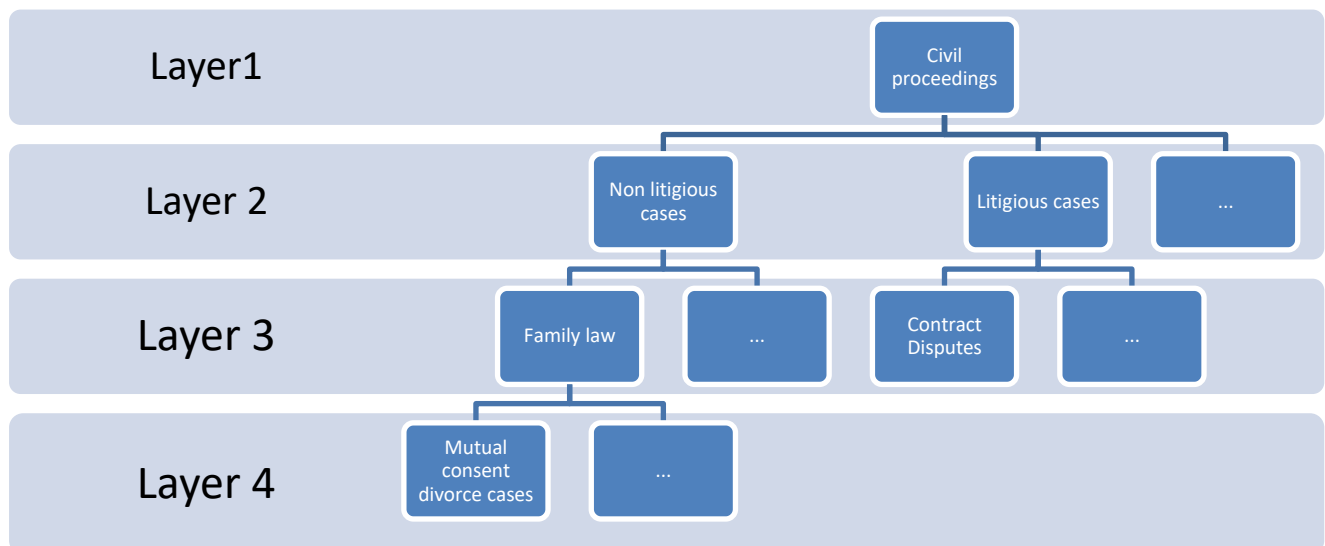 Layer1
Civil
proceedings
Layer 2
Non litigious
cases
Litigious cases
...
Layer 3
Family law
...
Contract
Disputes
...
Layer 4
Mutual
consent
divorce cases
...